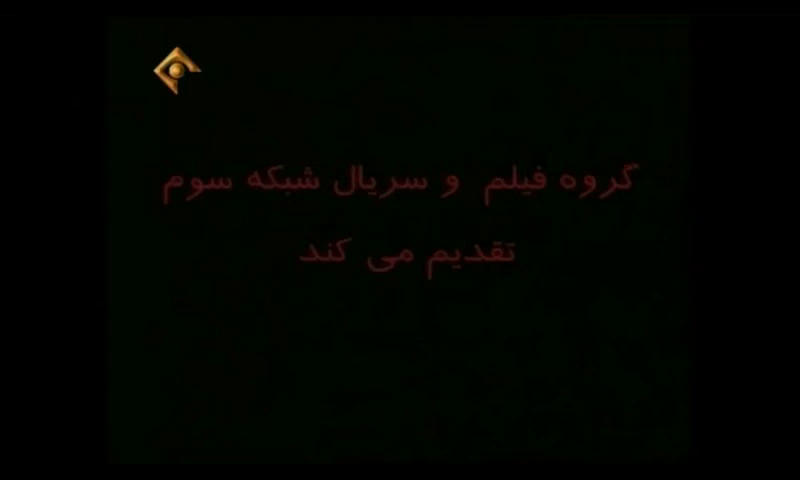 گروه فیلم و سریال شبکه سوم
تقدیم می کند